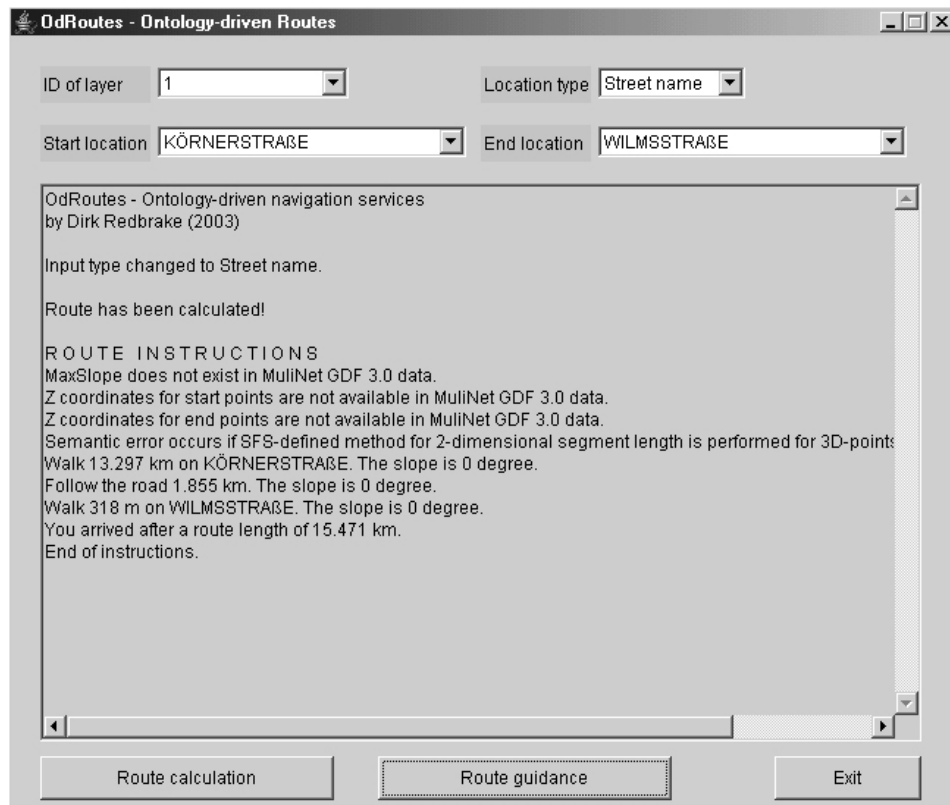 OdRoutes - Ontology-driven Routes
ID of layer 1 Location type Street name
Start location KÖRNERSTRAßE End location WILMSSTRAßE
OdRoutes - Ontology-driven navigation services
by Dirk Redbrake (2003)
Input type changed to Street name.
Route has been calculated!
R O U T E I N S T R U C T I O N S
MaxSlope does not exist in MuliNet GDF 3.0 data.
Z coordinates for start points are not available in MuliNet GDF 3.0 data.
Z coordinates for end points are not available in MuliNet GDF 3.0 data.
Semantic error occurs if SFS-defined method for 2-dimensional segment length is performed for 3D-points
Walk 13.297 km on KÖRNERSTRAßE. The slope is 0 degree.
Follow the road 1.855 km. The slope is 0 degree.
Walk 318 m on WILMSSTRAßE. The slope is 0 degree.
You arrived after a route length of 15.471 km.
End of instructions.
Route calculation Route guidance Exit